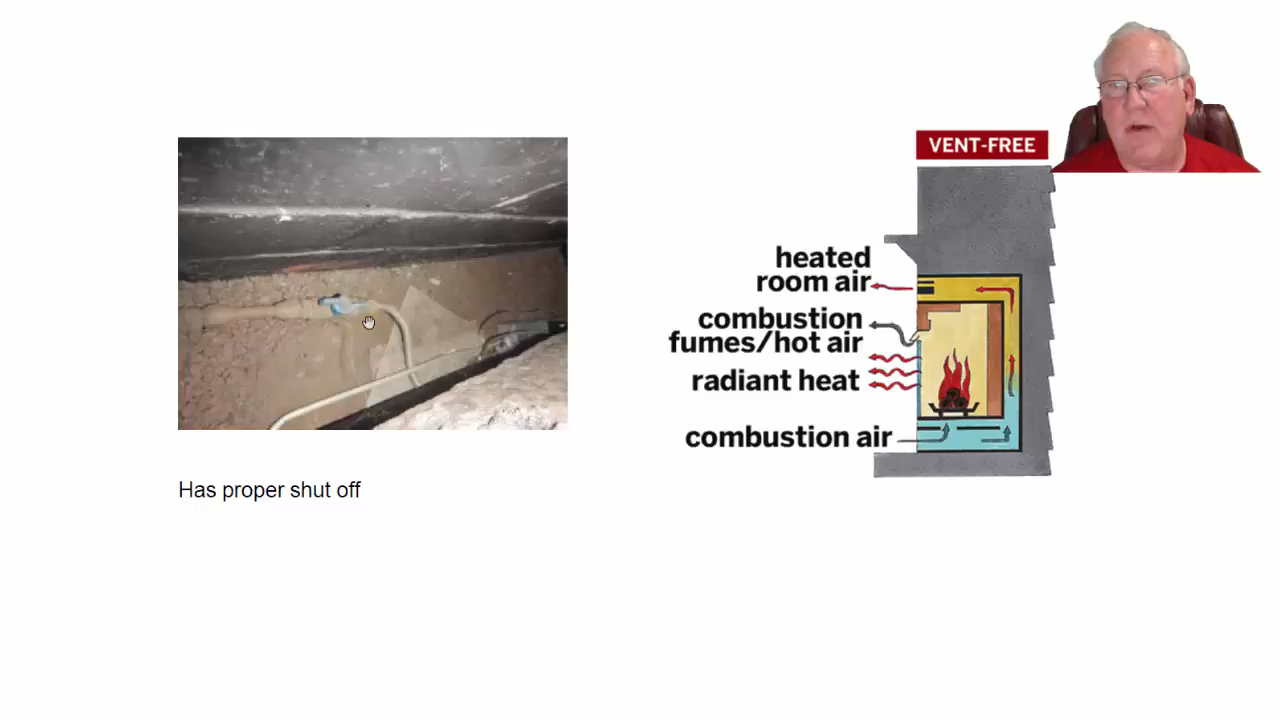 VENT-FREE
heated
room air
combustion
fumes/hot air
radiant heat
combustion air
Has proper shut off